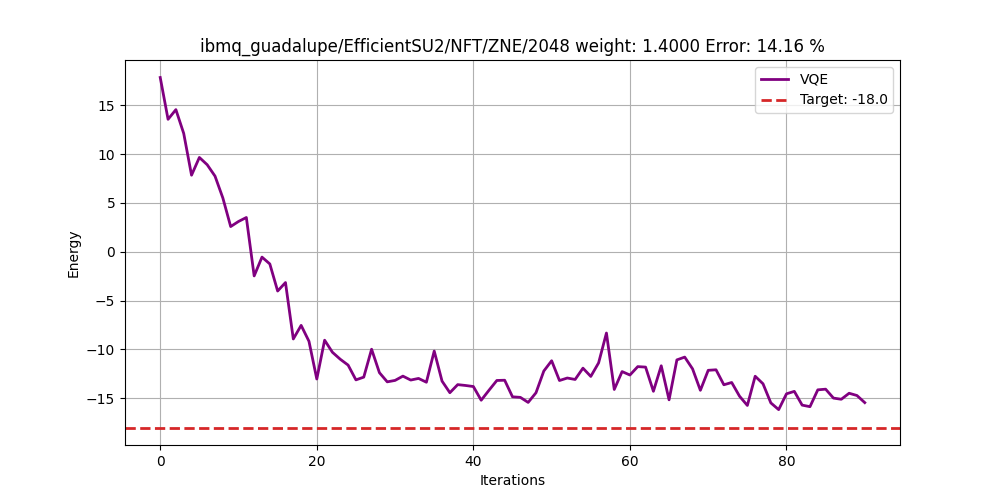 ibmq_guadalupe/EfficientSU2/NFT/ZNE/2048 weight: 1.4000 Error: 14.16 %
VQE
Target: -18.0
15
10
5
0
−5
−10
−15
Energy
0 20 40 60 80
Iterations